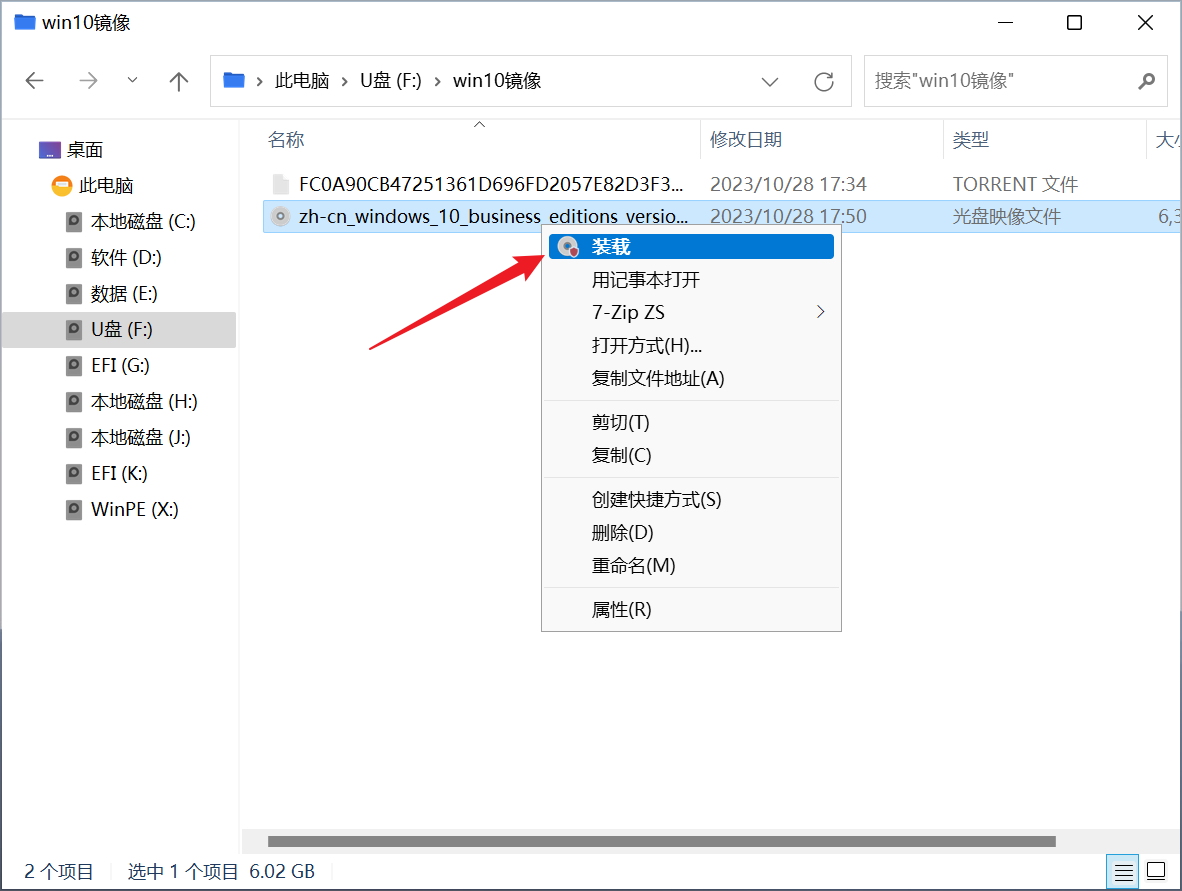 win10镜像
此电脑 U盘 (F:) win10镜像
搜索"win10镜像"
桌面
此电脑
本地磁盘 (C:)
软件 (D:)
数据 (E:)
U盘 (F:)
EFI (G:)
本地磁盘 (H:)
本地磁盘 (J:)
EFI (K:)
WinPE (X:)
名称 修改日期 类型
FC0A90CB47251361D696FD2057E82D3F3... 2023/10/28 17:34 TORRENT 文件
zh-cn_windows_10_business_editions_versio... 2023/10/28 17:50 光盘映像文件 6,3
装载
用记事本打开
7-Zip ZS
打开方式(H)...
复制文件地址(A)
剪切(T)
复制(C)
创建快捷方式(S)
删除(D)
重命名(M)
属性(R)
2 个项目 选中 1 个项目 6.02 GB